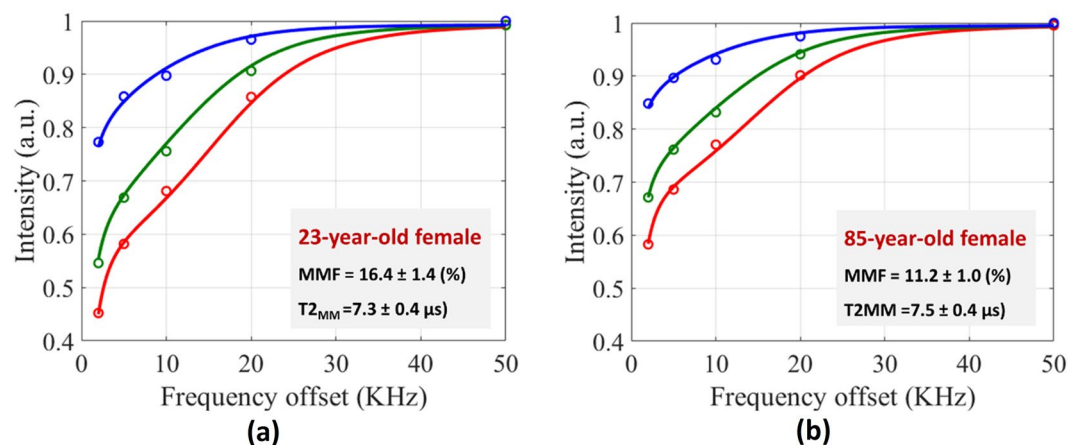 1
0.9
0.8
0.7
0.6
0.5
0.4
Intensity (a.u.)
0 10 20 30 40 50
Frequency offset (KHz)
23-year-old female
MMF = 16.4 ± 1.4 (%)
T2MM =7.3 ± 0.4 µs)
(a)
1
0.9
0.8
0.7
0.6
0.5
0.4
Intensity (a.u.)
0 10 20 30 40 50
Frequency offset (KHz)
85-year-old female
MMF = 11.2 ± 1.0 (%)
T2MM =7.5 ± 0.4 µs)
(b)